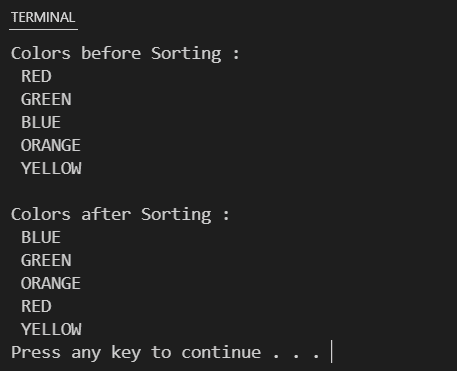 TERMINAL
Colors before Sorting :
RED
GREEN
BLUE
ORANGE
YELLOW
Colors after Sorting :
BLUE
GREEN
ORANGE
RED
YELLOW
Press any key to continue . . .